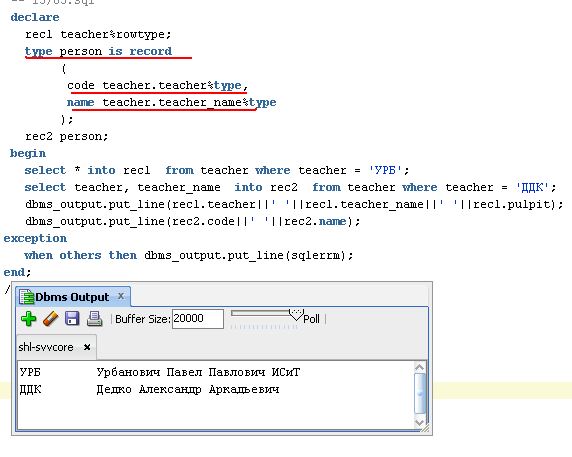 -- 15/05.sql
declare
rec1 teacher%rowtype;
type person is record
(
code teacher.teacher%type,
name teacher.teacher_name%type
);
rec2 person;
begin
select * into rec1 from teacher where teacher = 'УРБ';
select teacher, teacher_name into rec2 from teacher where teacher = 'ДДК';
dbms_output.put_line(rec1.teacher||' '||rec1.teacher_name||' '||rec1.pulpit);
dbms_output.put_line(rec2.code||' '||rec2.name);
exception
when others then dbms_output.put_line(sqlerrm);
end;
/
Dbms Output x
Buffer Size: 20000 Poll
shl-svvcore x
УРБ Урбанович Павел Павлович ИСиТ
ДДК Дедко Александр Аркадьевич